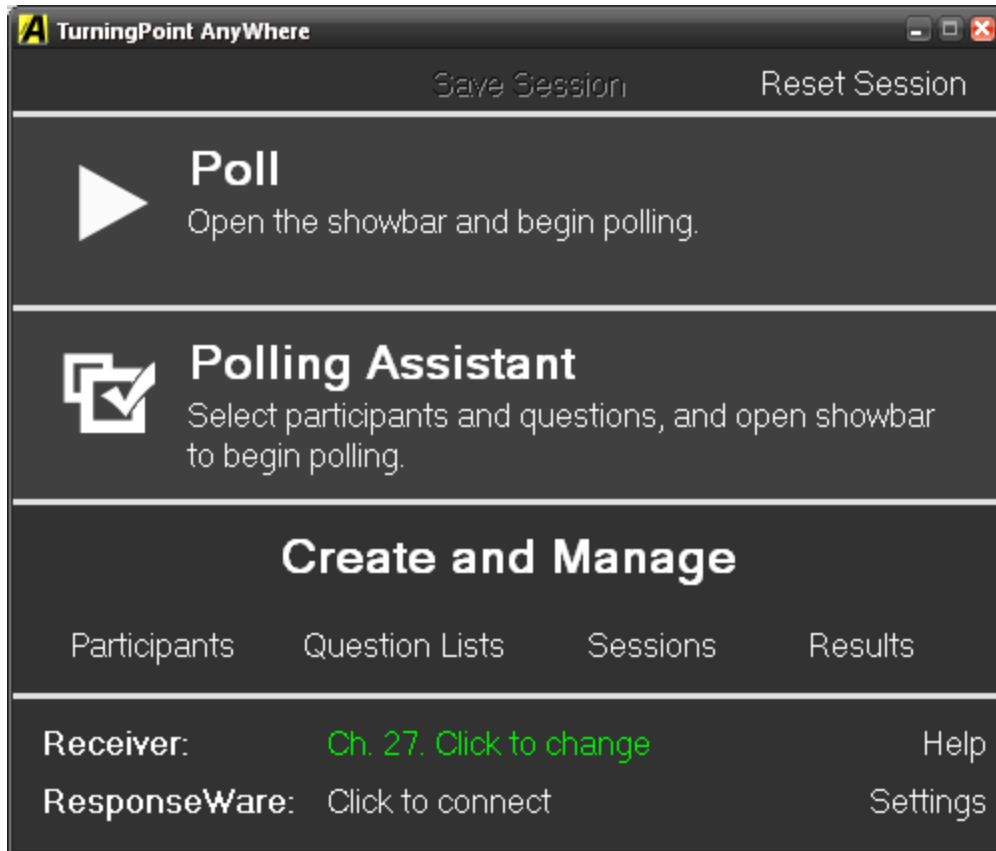 TurningPoint AnyWhere
Save Session
Reset Session
Poll
Open the showbar and begin polling.
Polling Assistant
Select participants and questions, and open showbar
to begin polling.
Create and Manage
Participants Question Lists Sessions Results
Receiver: Ch. 27. Click to change Help
ResponseWare: Click to connect Settings